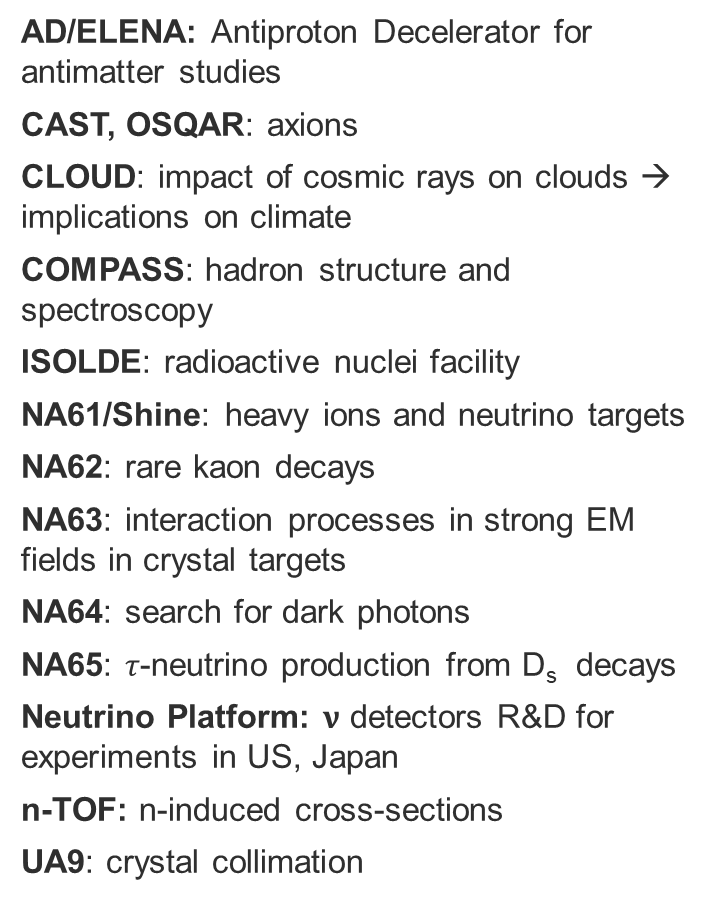 AD/ELENA: Antiproton Decelerator for
antimatter studies
CAST, OSQAR: axions
CLOUD: impact of cosmic rays on clouds →
implications on climate
COMPASS: hadron structure and
spectroscopy
ISOLDE: radioactive nuclei facility
NA61/Shine: heavy ions and neutrino targets
NA62: rare kaon decays
NA63: interaction processes in strong EM
fields in crystal targets
NA64: search for dark photons
NA65: τ-neutrino production from Dₛ decays
Neutrino Platform: ν detectors R&D for
experiments in US, Japan
n-TOF: n-induced cross-sections
UA9: crystal collimation